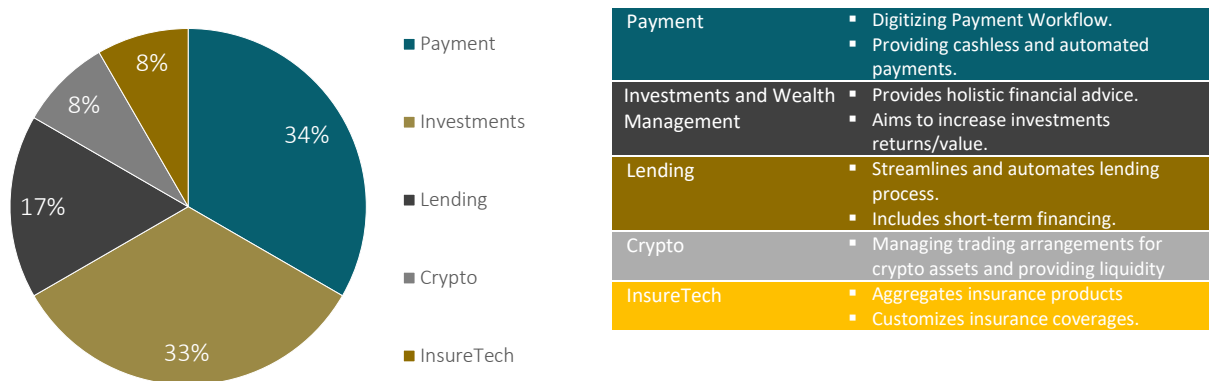 34%
33%
17%
8%
8%
Payment
Investments
Lending
Crypto
InsureTech
Payment
▪ Digitizing Payment Workflow.
▪ Providing cashless and automated
payments.
Investments and Wealth
Management
▪ Provides holistic financial advice.
▪ Aims to increase investments
returns/value.
Lending
▪ Streamlines and automates lending
process.
▪ Includes short-term financing.
Crypto
▪ Managing trading arrangements for
crypto assets and providing liquidity
InsureTech
▪ Aggregates insurance products
▪ Customizes insurance coverages.